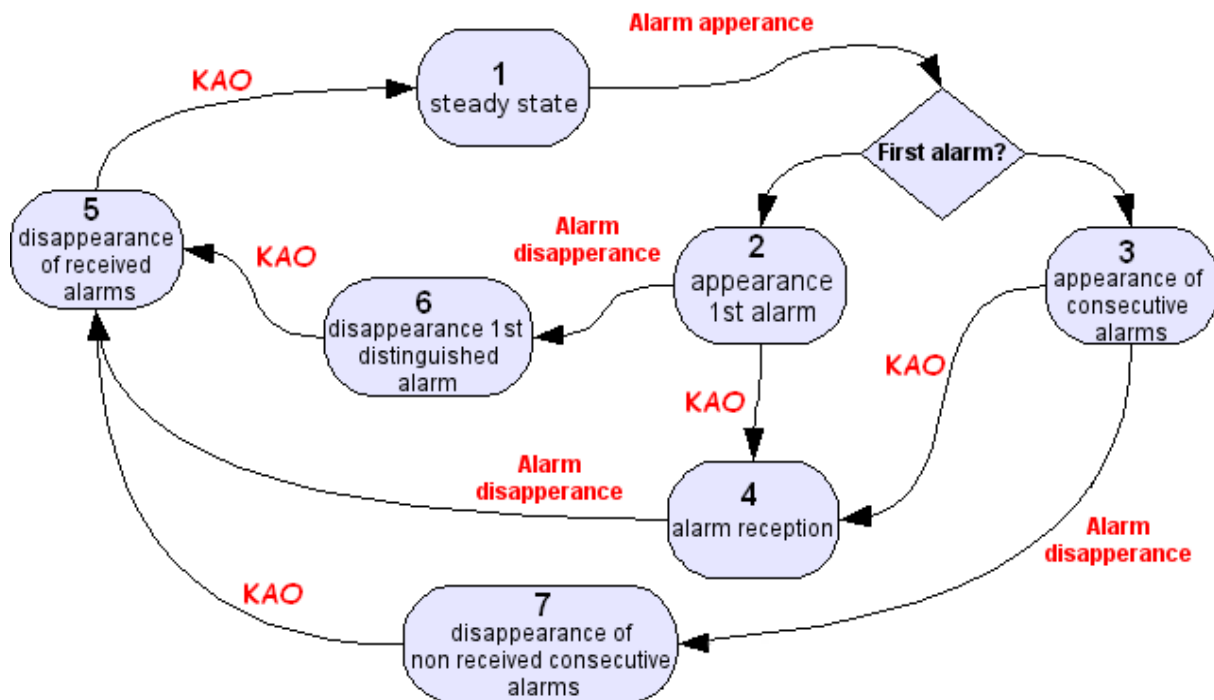 Alarm apperance
KAO
1
steady state
First alarm?
5
disappearance
of received
alarms
KAO
Alarm
disapperance
2
appearance
1st alarm
3
appearance of
consecutive
alarms
6
disappearance 1st
distinguished
alarm
KAO
KAO
Alarm
disapperance
4
alarm reception
Alarm
disapperance
KAO
7
disappearance of
non received consecutive
alarms